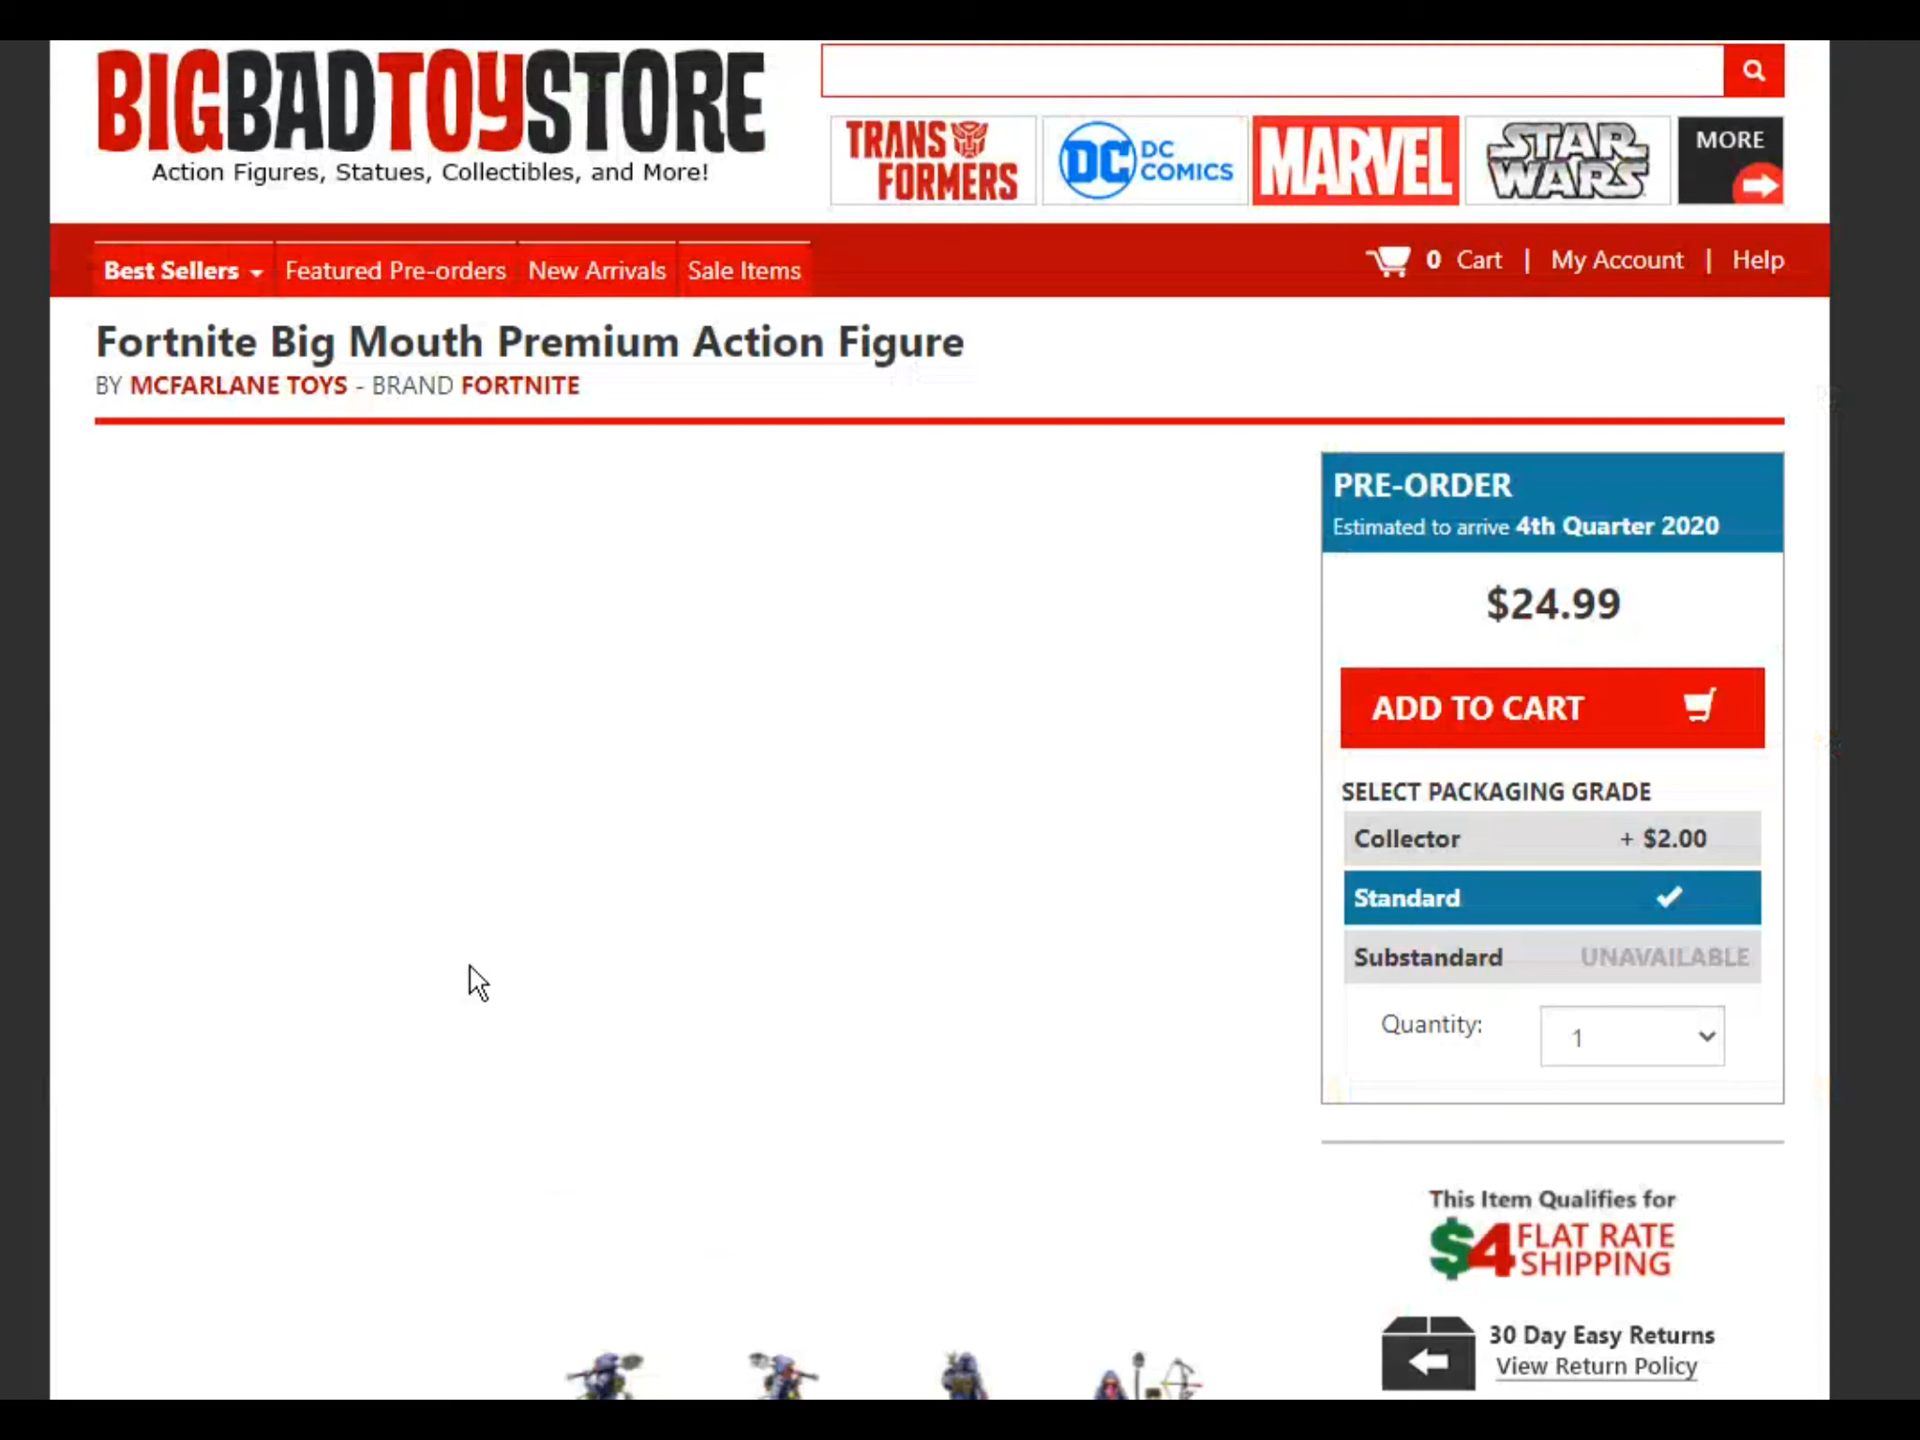 BIGBADTOYSTORE
Action Figures, Statues, Collectibles, and More!
TRANSFORMERS
DC DC COMICS
MARVEL
STAR WARS
MORE
Best Sellers
Featured Pre-orders
New Arrivals
Sale Items
0 Cart | My Account | Help
Fortnite Big Mouth Premium Action Figure
BY MCFARLANE TOYS - BRAND FORTNITE
PRE-ORDER
Estimated to arrive 4th Quarter 2020
$24.99
ADD TO CART
SELECT PACKAGING GRADE
Collector + $2.00
Standard
Substandard UNAVAILABLE
Quantity: 1
This Item Qualifies for
$4 FLAT RATE
SHIPPING
30 Day Easy Returns
View Return Policy